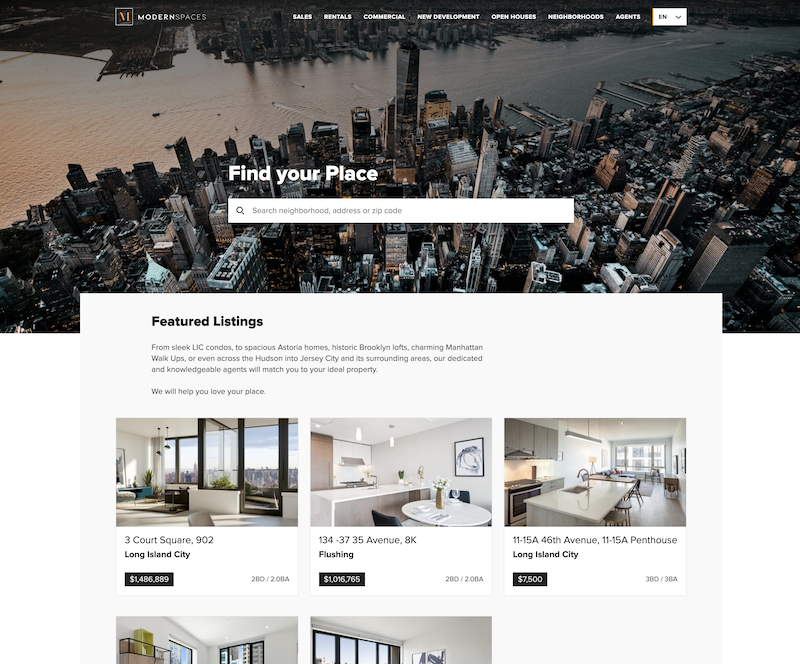 M MODERNSPACES
SALES RENTALS COMMERCIAL NEW DEVELOPMENT OPEN HOUSES NEIGHBORHOODS AGENTS EN
Find your Place
Search neighborhood, address or zip code
Featured Listings
From sleek LIC condos, to spacious Astoria homes, historic Brooklyn lofts, charming Manhattan
Walk Ups, or even across the Hudson into Jersey City and its surrounding areas, our dedicated
and knowledgeable agents will match you to your ideal property.
We will help you love your place.
3 Court Square, 902
Long Island City
$1,486,889 2BD / 2.0BA
134 -37 35 Avenue, 8K
Flushing
$1,016,765 2BD / 2.0BA
11-15A 46th Avenue, 11-15A Penthouse
Long Island City
$7,500 3BD / 3BA